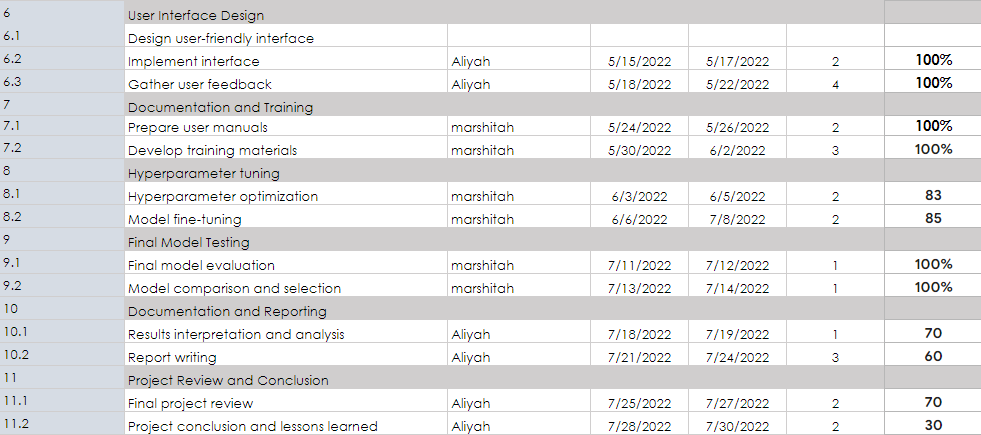 6 User Interface Design
6.1 Design user-friendly interface
6.2 Implement interface Aliyah 5/15/2022 5/17/2022 2 100%
6.3 Gather user feedback Aliyah 5/18/2022 5/22/2022 4 100%
7 Documentation and Training
7.1 Prepare user manuals marshitah 5/24/2022 5/26/2022 2 100%
7.2 Develop training materials marshitah 5/30/2022 6/2/2022 3 100%
8 Hyperparameter tuning
8.1 Hyperparameter optimization marshitah 6/3/2022 6/5/2022 2 83
8.2 Model fine-tuning marshitah 6/6/2022 7/8/2022 2 85
9 Final Model Testing
9.1 Final model evaluation marshitah 7/11/2022 7/12/2022 1 100%
9.2 Model comparison and selection marshitah 7/13/2022 7/14/2022 1 100%
10 Documentation and Reporting
10.1 Results interpretation and analysis Aliyah 7/18/2022 7/19/2022 1 70
10.2 Report writing Aliyah 7/21/2022 7/24/2022 3 60
11 Project Review and Conclusion
11.1 Final project review Aliyah 7/25/2022 7/27/2022 2 70
11.2 Project conclusion and lessons learned Aliyah 7/28/2022 7/30/2022 2 30